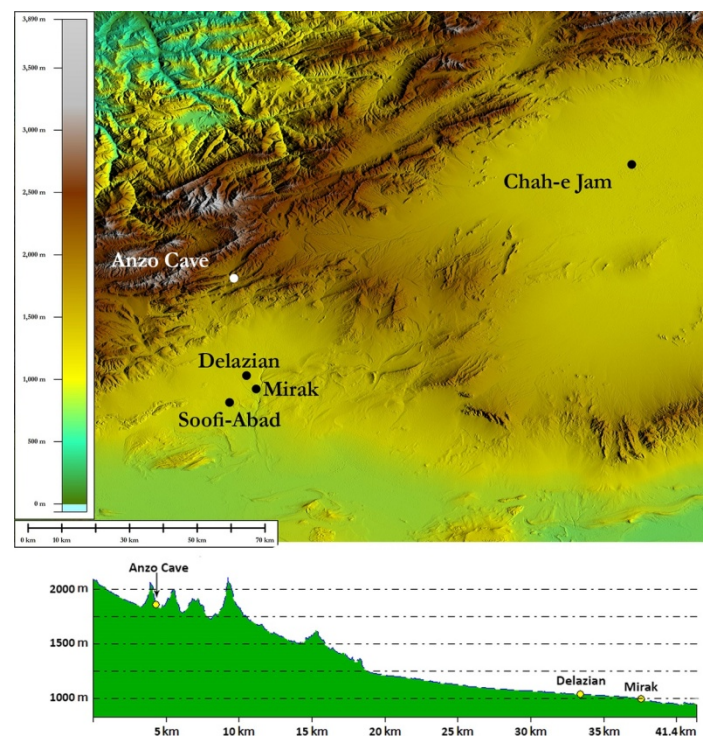 3,890 m
3,500 m
3,000 m
2,500 m
2,000 m
1,500 m
1,000 m
500 m
0 m
Chah-e Jam
Anzo Cave
Delazian
Mirak
Soofi-Abad
0 km 10 km 30 km 50 km 70 km
Anzo Cave
2000 m
1500 m
1000 m
Delazian
Mirak
5 km 10 km 15 km 20 km 25 km 30 km 35 km 41.4 km